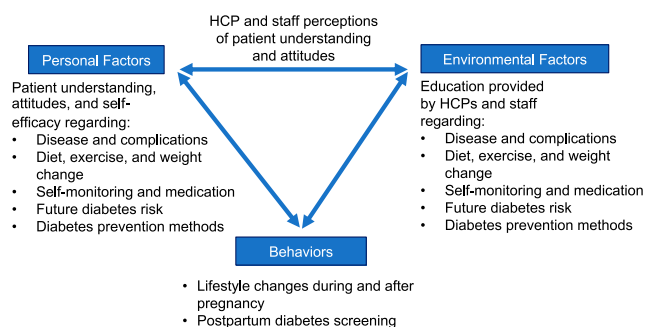 HCP and staff perceptions
of patient understanding
and attitudes
Personal Factors
Patient understanding,
attitudes, and self-
efficacy regarding:
• Disease and complications
• Diet, exercise, and weight
change
• Self-monitoring and medication
• Future diabetes risk
• Diabetes prevention methods
Environmental Factors
Education provided
by HCPs and staff
regarding:
• Disease and complications
• Diet, exercise, and weight
change
• Self-monitoring and medication
• Future diabetes risk
• Diabetes prevention methods
Behaviors
• Lifestyle changes during and after
pregnancy
• Postpartum diabetes screening